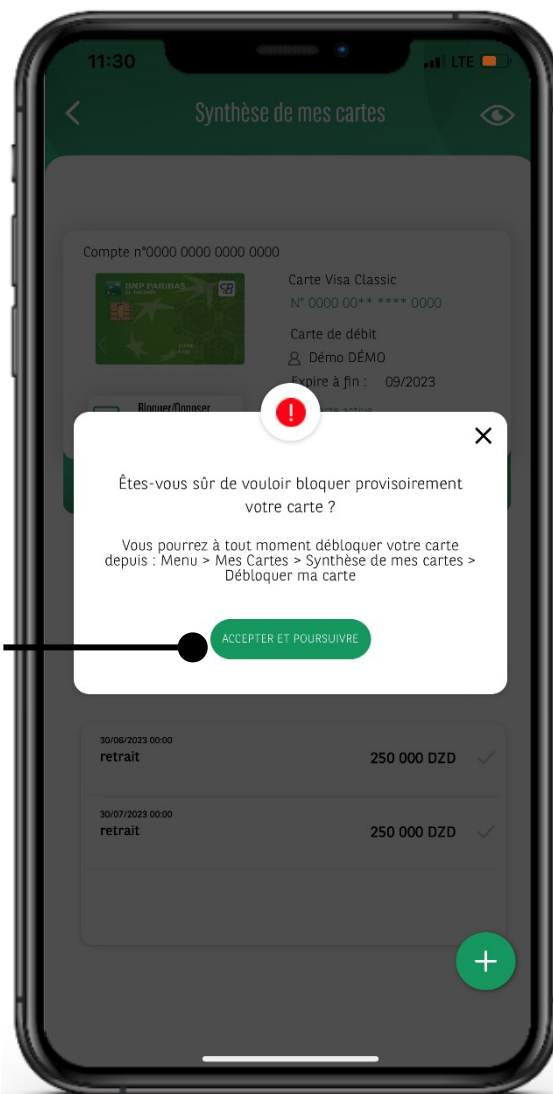 11:30
LTE
Synthèse de mes cartes
Compte n°0000 0000 0000 0000
BNP PARIBAS
EL DJAZAÏR
Carte Visa Classic
N° 0000 00** **** 0000
Carte de débit
Démo DÉMO
Expire à fin : 09/2023
Bloquer/Opposer
Carte active
Êtes-vous sûr de vouloir bloquer provisoirement
votre carte ?
Vous pourrez à tout moment débloquer votre carte
depuis : Menu > Mes Cartes > Synthèse de mes cartes >
Débloquer ma carte
ACCEPTER ET POURSUIVRE
30/06/2023 00:00
retrait 250 000 DZD
30/07/2023 00:00
retrait 250 000 DZD